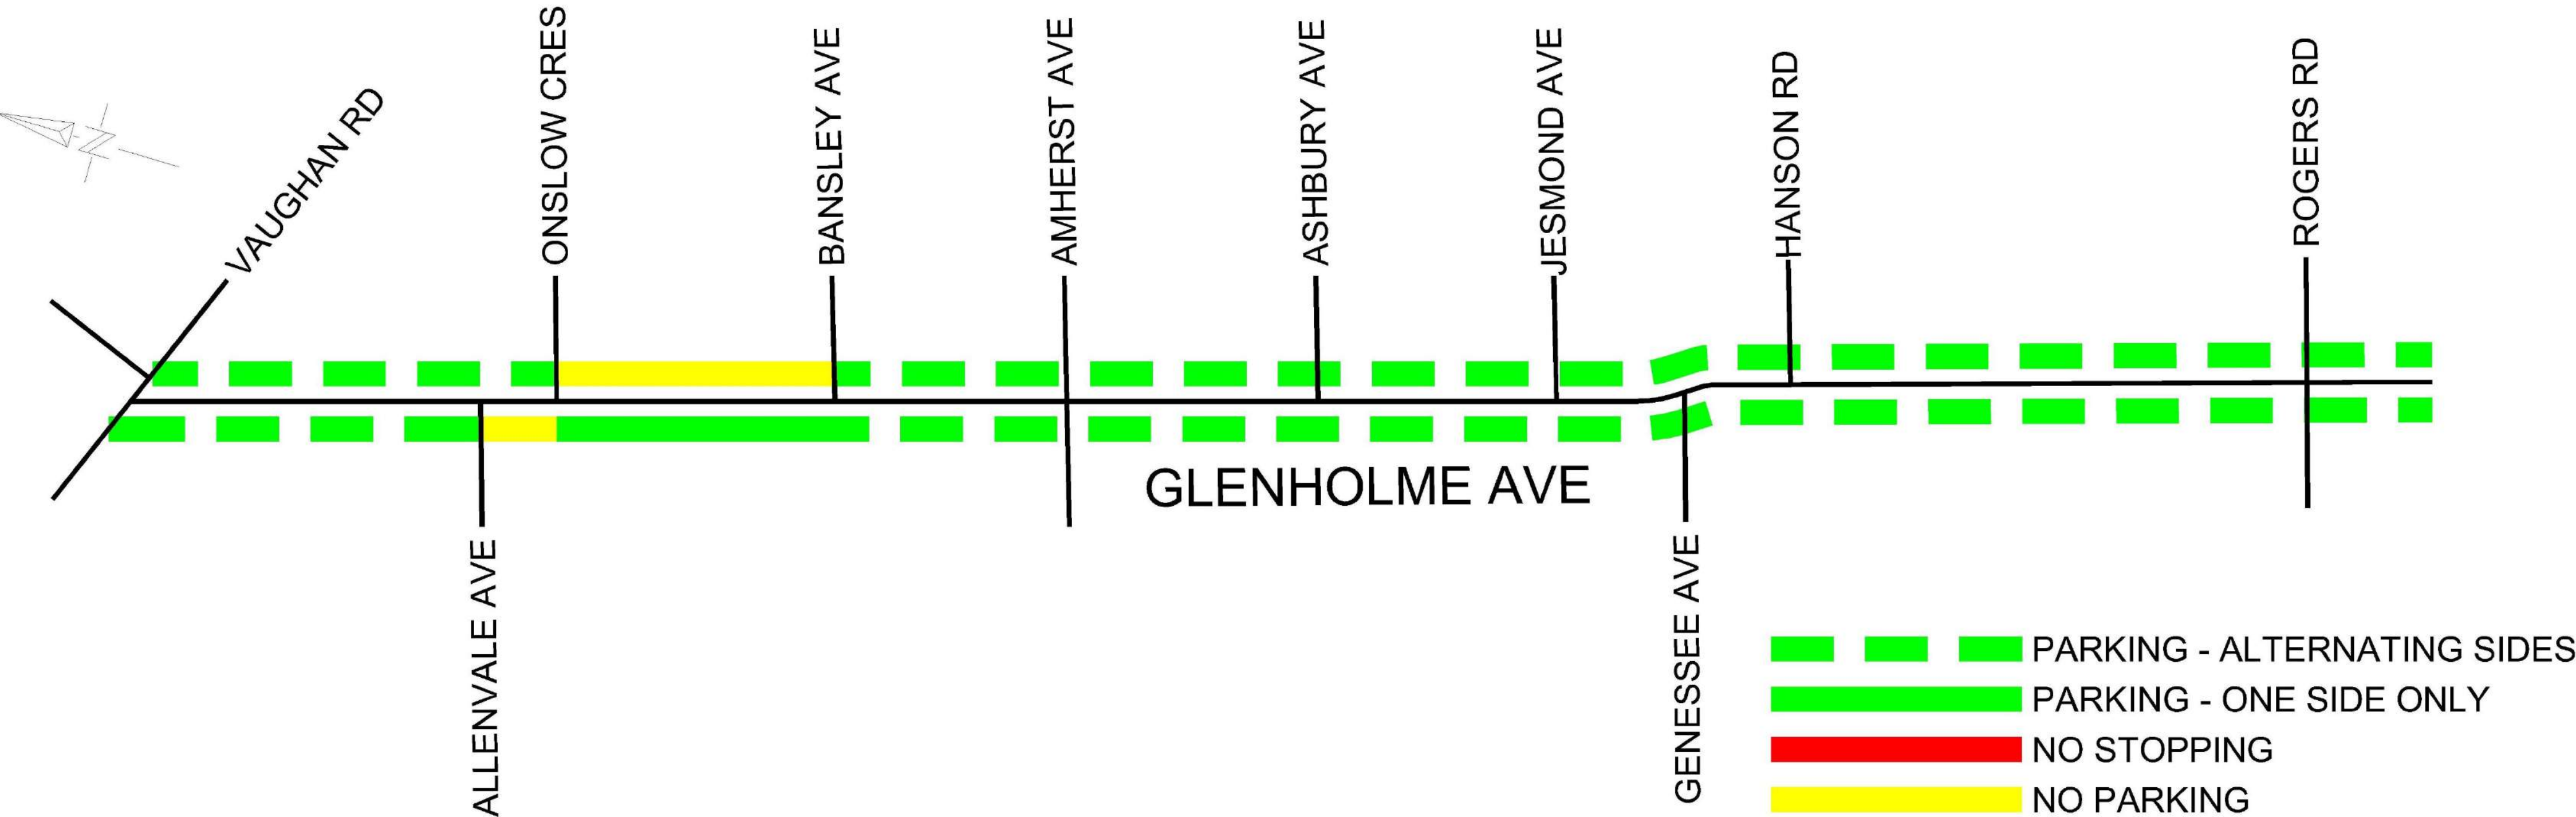 VAUGHAN RD
ONSLOW CRES
BANSLEY AVE
AMHERST AVE
ASHBURY AVE
JESMOND AVE
HANSON RD
ROGERS RD
N
GLENHOLME AVE
ALLENVALE AVE
GENESSEE AVE
PARKING - ALTERNATING SIDES
PARKING - ONE SIDE ONLY
NO STOPPING
NO PARKING